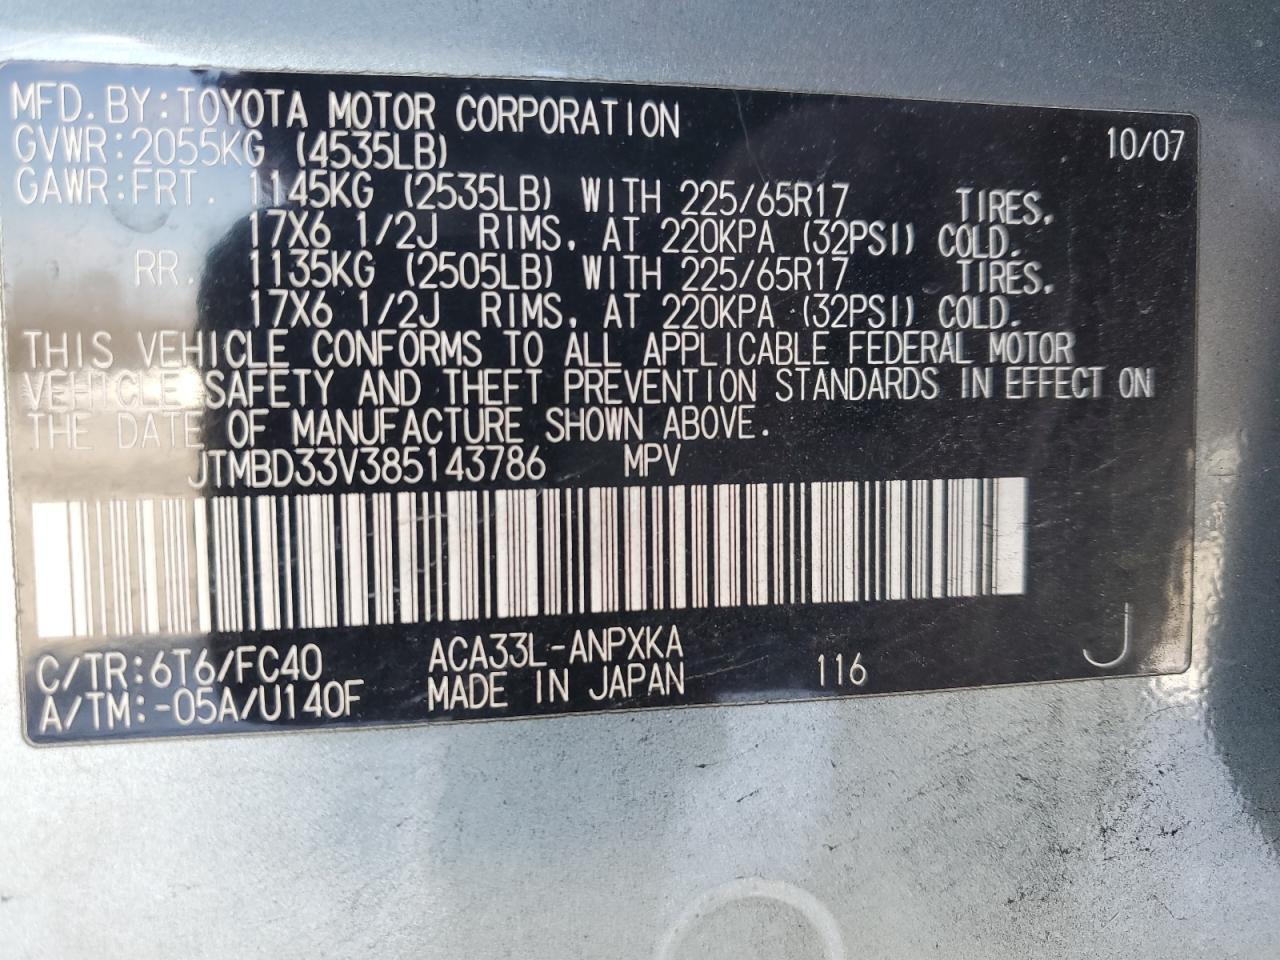 MFD. BY: TOYOTA MOTOR CORPORATION 10/07
GVWR: 2055KG (4535LB)
GAWR: FRT. 1145KG (2535LB) WITH 225/65R17 TIRES.
17X6 1/2J RIMS. AT 220KPA (32PSI) COLD.
RR. 1135KG (2505LB) WITH 225/65R17 TIRES.
17X6 1/2J RIMS. AT 220KPA (32PSI) COLD.
THIS VEHICLE CONFORMS TO ALL APPLICABLE FEDERAL MOTOR
VEHICLE SAFETY AND THEFT PREVENTION STANDARDS IN EFFECT ON
THE DATE OF MANUFACTURE SHOWN ABOVE.
JTMBD33V385143786 MPV
C/TR: 6T6/FC40 ACA33L-ANPXKA 116 J
A/TM: -05A/U140F MADE IN JAPAN